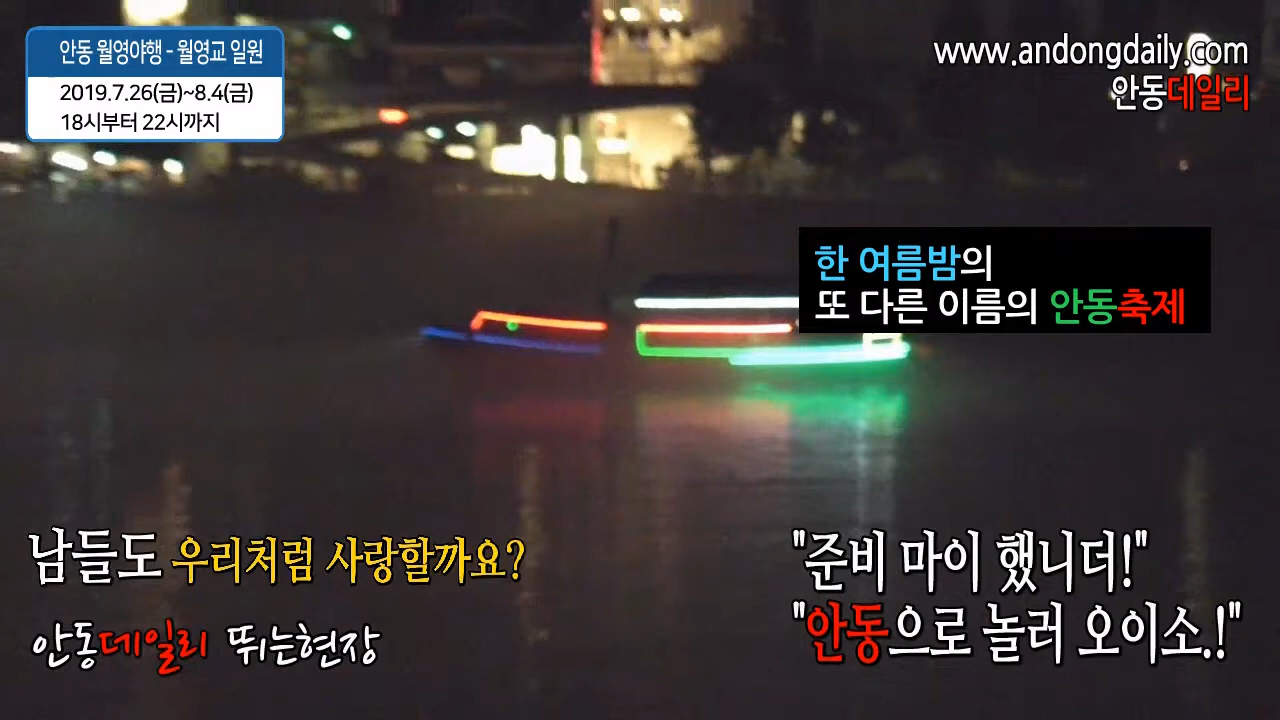 안동 월영야행 - 월영교 일원
2019.7.26(금)~8.4(금)
18시부터 22시까지
www.andongdaily.com
안동데일리
한 여름밤의
또 다른 이름의 안동축제
남들도 우리처럼 사랑할까요?
안동데일리 뛰는현장
"준비 마이 했니더!"
"안동으로 놀러 오이소.!"